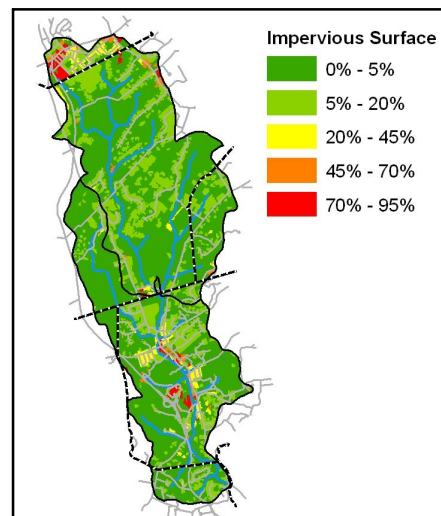 Impervious Surface
0% - 5%
5% - 20%
20% - 45%
45% - 70%
70% - 95%